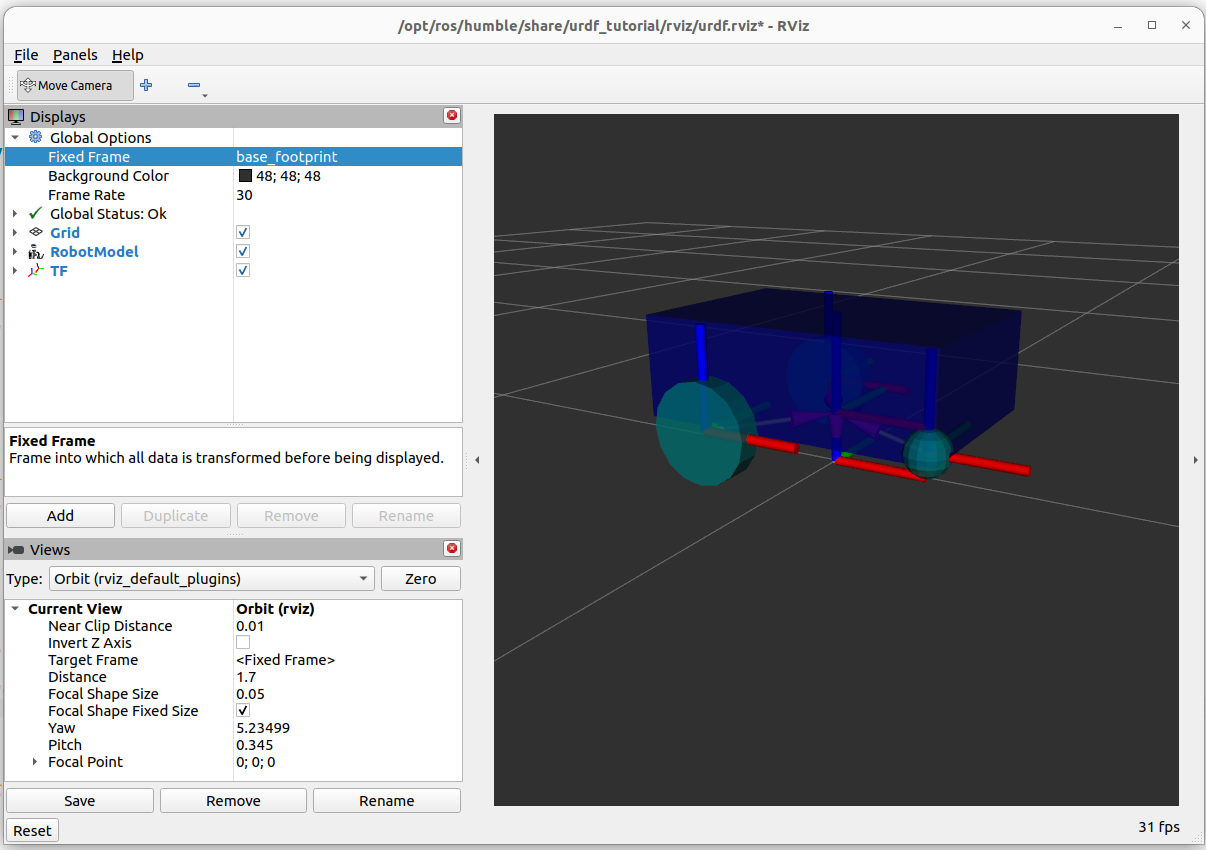 /opt/ros/humble/share/urdf_tutorial/rviz/urdf.rviz* - RViz
File Panels Help
Move Camera
Displays
Global Options
Fixed Frame base_footprint
Background Color 48; 48; 48
Frame Rate 30
Global Status: Ok
Grid
RobotModel
TF
Fixed Frame
Frame into which all data is transformed before being displayed.
Add Duplicate Remove Rename
Views
Type: Orbit (rviz_default_plugins) Zero
Current View Orbit (rviz)
Near Clip Distance 0.01
Invert Z Axis
Target Frame <Fixed Frame>
Distance 1.7
Focal Shape Size 0.05
Focal Shape Fixed Size
Yaw 5.23499
Pitch 0.345
Focal Point 0; 0; 0
Save Remove Rename
Reset 31 fps